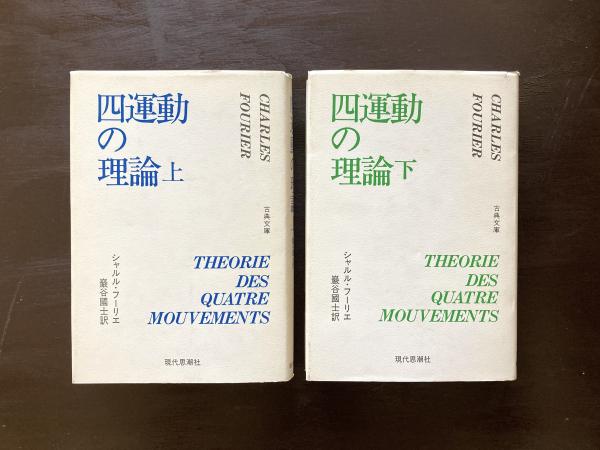 四運動
の
理論上
CHARLES
FOURIER
古典文庫
シャルル・フーリエ
巖谷國士訳
THEORIE
DES
QUATRE
MOUVEMENTS
現代思潮社
四運動
の
理論下
CHARLES
FOURIER
古典文庫
シャルル・フーリエ
巖谷國士訳
THEORIE
DES
QUATRE
MOUVEMENTS
現代思潮社